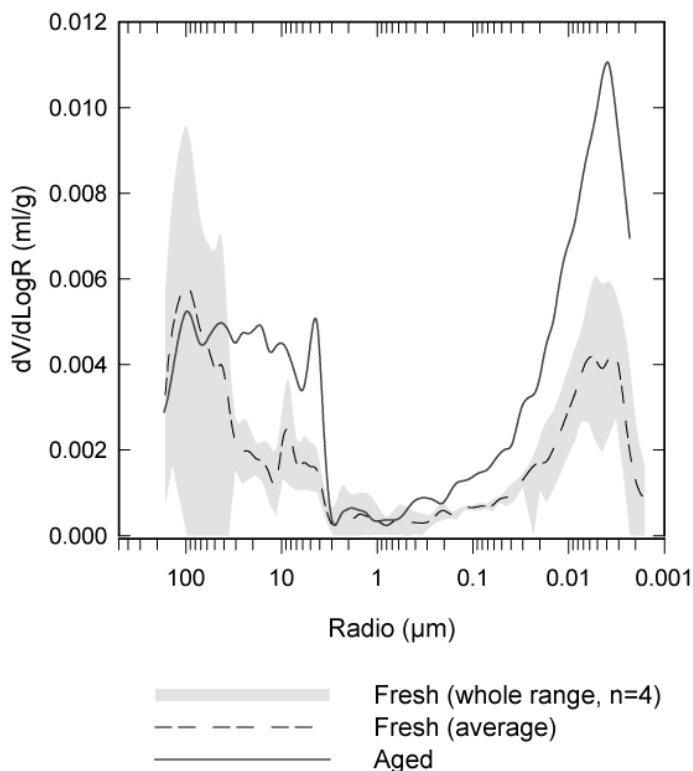 0.012
0.010
0.008
0.006
0.004
0.002
0.000
dV/dLogR (ml/g)
100 10 1 0.1 0.01 0.001
Radio (µm)
Fresh (whole range, n=4)
Fresh (average)
Aged